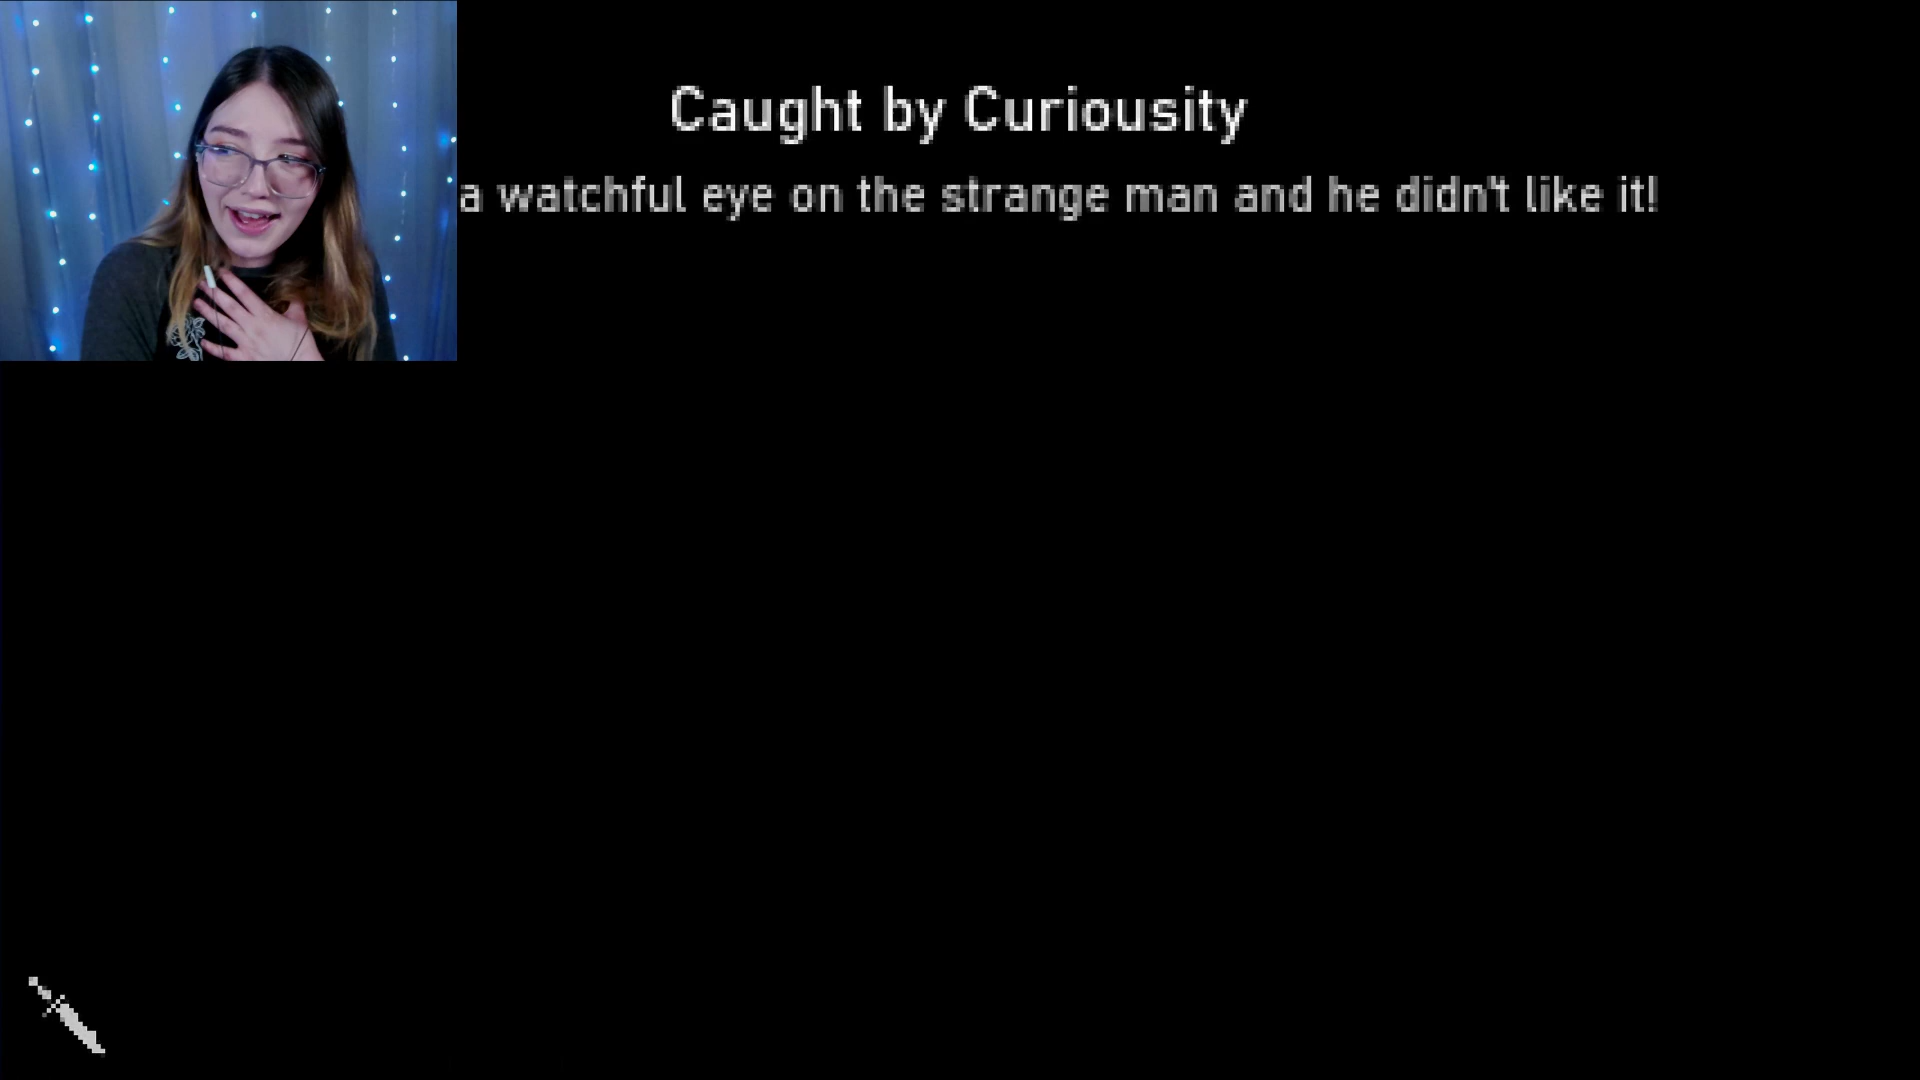 Caught by Curiousity
a watchful eye on the strange man and he didn't like it!